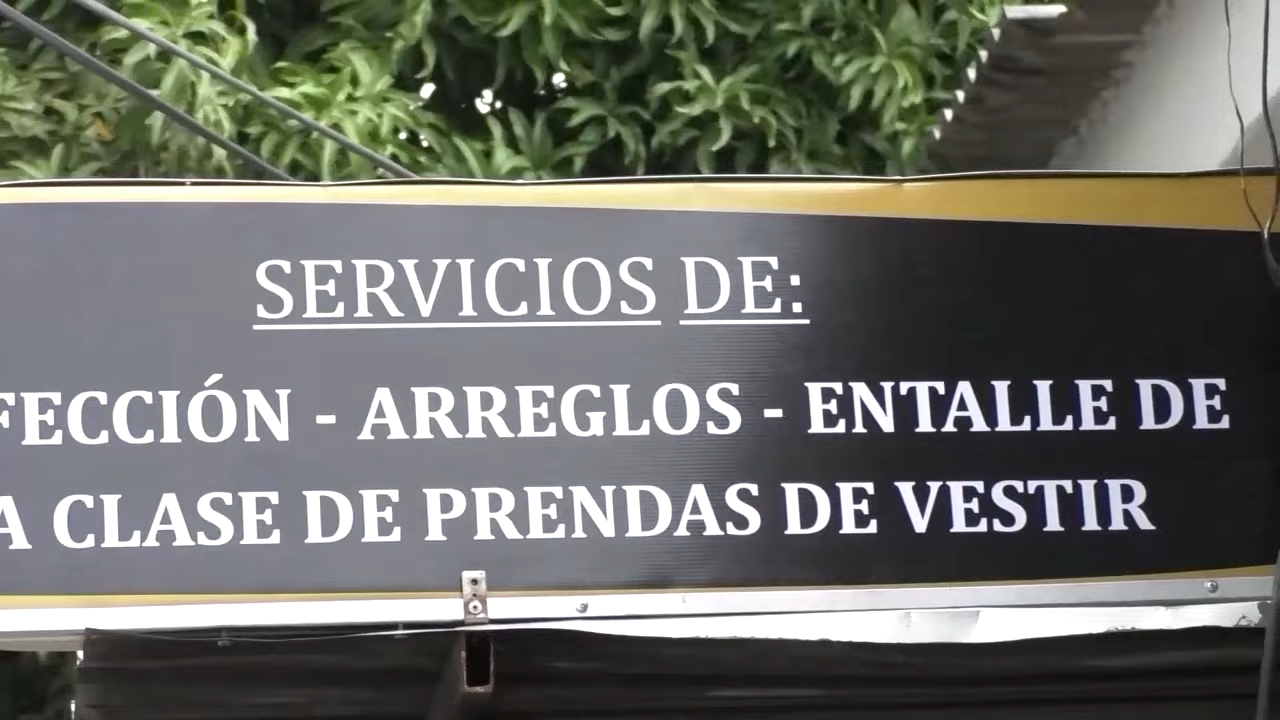 SERVICIOS DE:
FECCIÓN - ARREGLOS - ENTALLE DE
A CLASE DE PRENDAS DE VESTIR